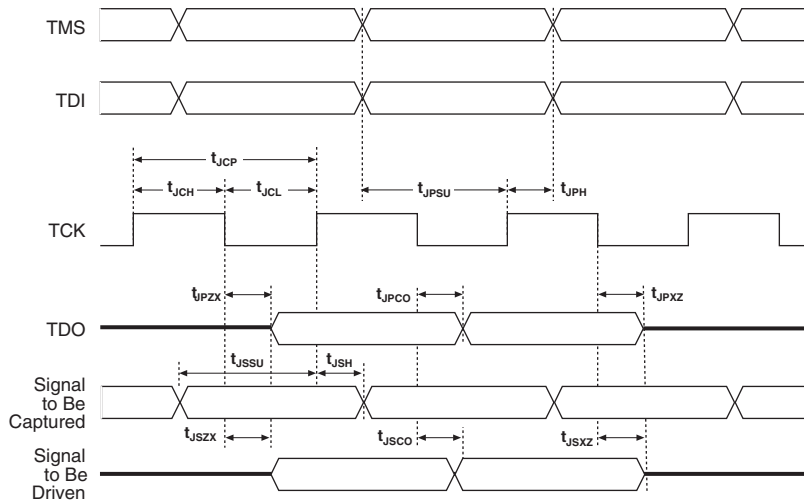 TMS
TDI
tJCP
tJCH
tJCL
tJPSU
tJPH
TCK
tJPZX
tJPCO
tJPXZ
TDO
tJSSU
tJSH
Signal
to Be
Captured
tJSZX
tJSCO
tJSXZ
Signal
to Be
Driven